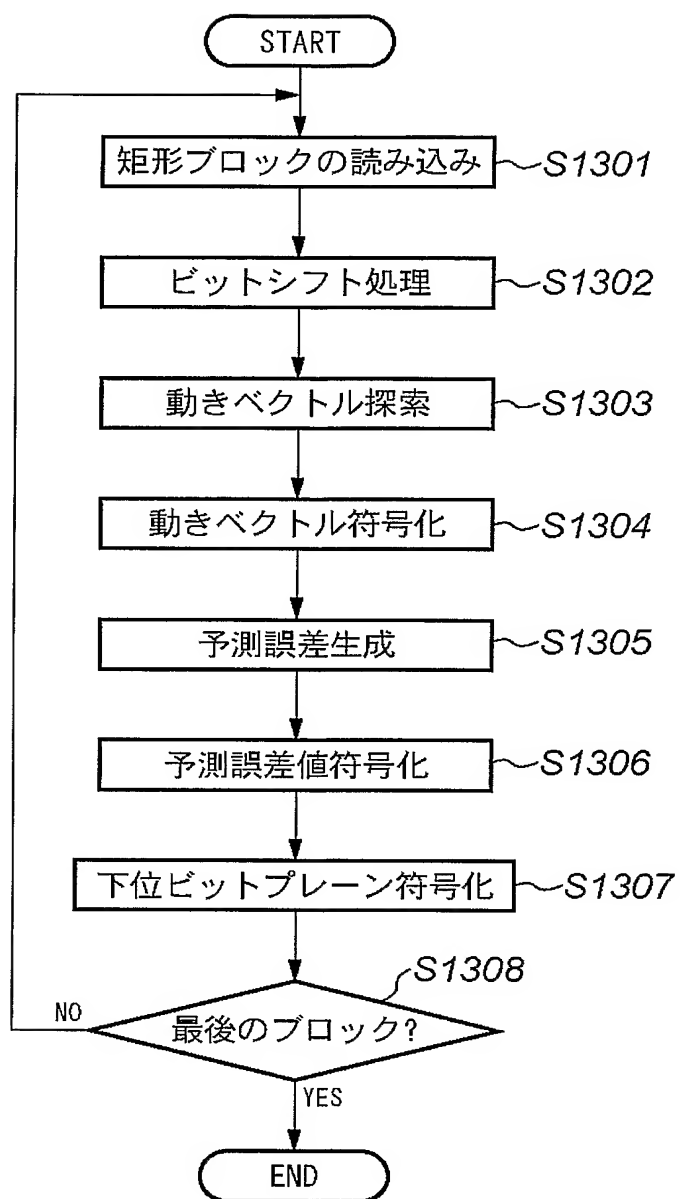 START
矩形ブロックの読み込み S1301
ビットシフト処理 S1302
動きベクトル探索 S1303
動きベクトル符号化 S1304
予測誤差生成 S1305
予測誤差値符号化 S1306
下位ビットプレーン符号化 S1307
S1308
最後のブロック?
NO
YES
END